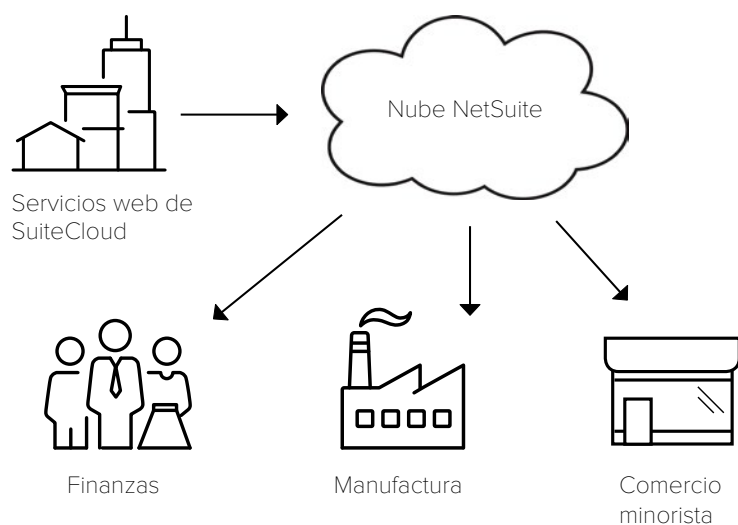 Nube NetSuite
Servicios web de
SuiteCloud
Finanzas
Manufactura
Comercio
minorista